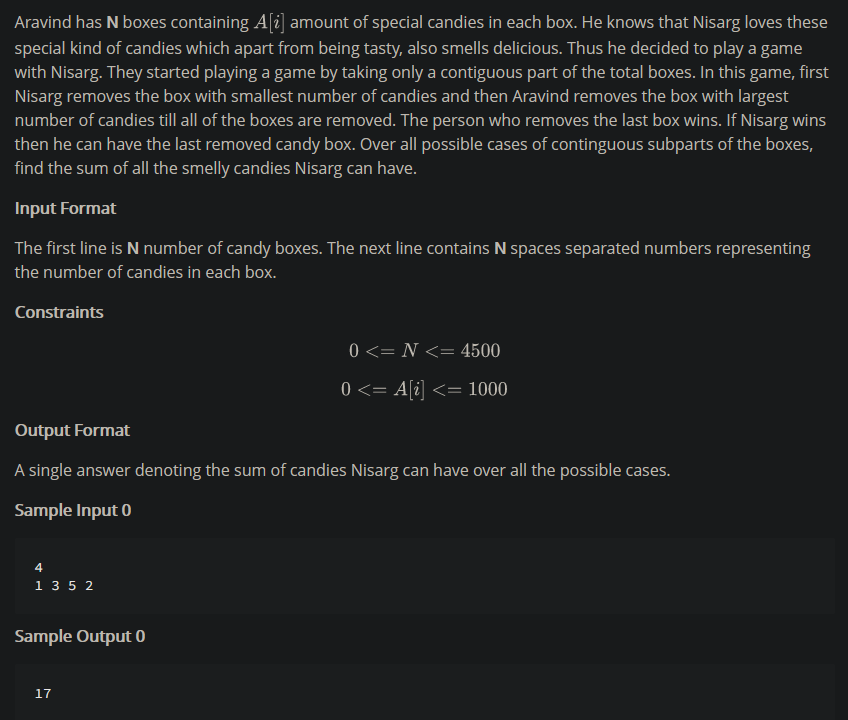 Aravind has N boxes containing A[i] amount of special candies in each box. He knows that Nisarg loves these
special kind of candies which apart from being tasty, also smells delicious. Thus he decided to play a game
with Nisarg. They started playing a game by taking only a contiguous part of the total boxes. In this game, first
Nisarg removes the box with smallest number of candies and then Aravind removes the box with largest
number of candies till all of the boxes are removed. The person who removes the last box wins. If Nisarg wins
then he can have the last removed candy box. Over all possible cases of continguous subparts of the boxes,
find the sum of all the smelly candies Nisarg can have.
Input Format
The first line is N number of candy boxes. The next line contains N spaces separated numbers representing
the number of candies in each box.
Constraints
0 <= N <= 4500
0 <= A[i] <= 1000
Output Format
A single answer denoting the sum of candies Nisarg can have over all the possible cases.
Sample Input 0
4
1 3 5 2
Sample Output 0
17